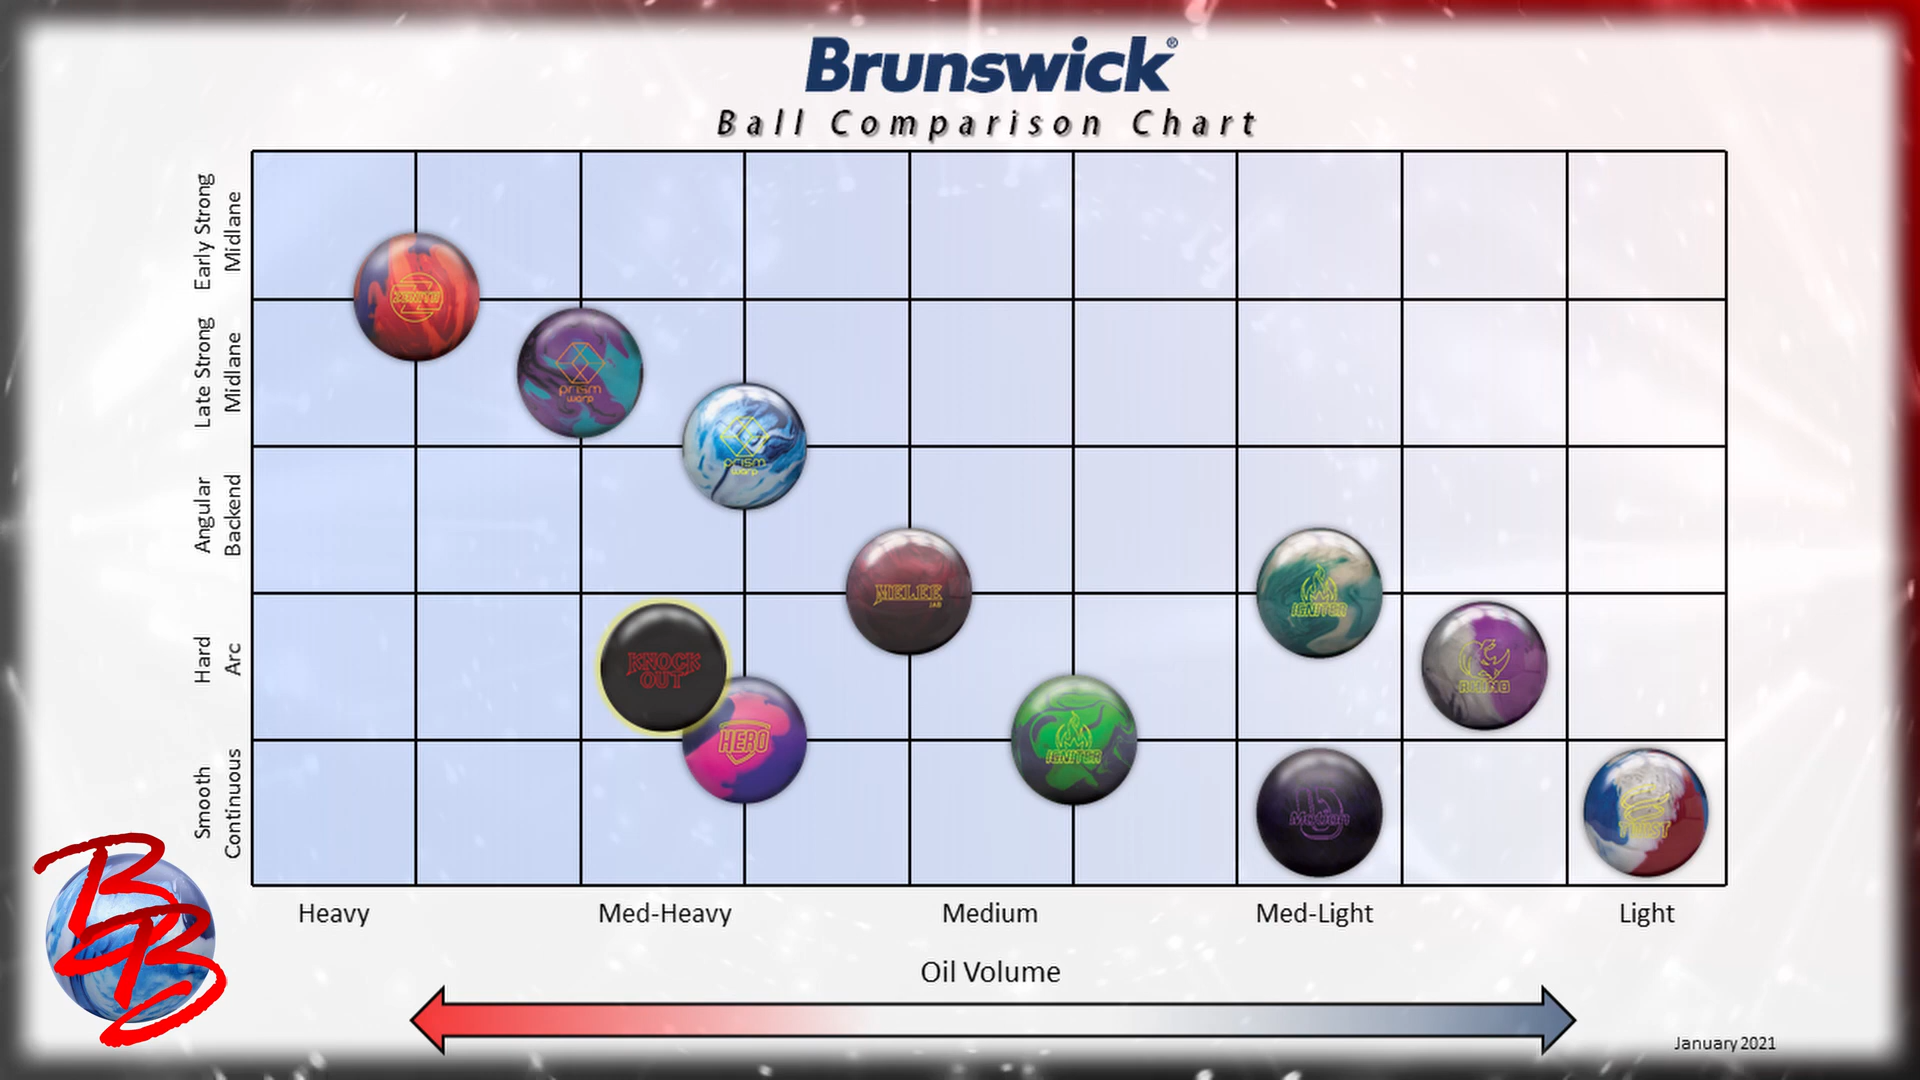 Brunswick®
Ball Comparison Chart
Early Strong
Midlane
Late Strong
Midlane
Angular
Backend
Hard
Arc
Smooth
Continuous
ZENITH
prism
warp
prism
warp
MELEE
JAB
IGNITER
KNOCK
OUT
RHINO
HERO
IGNITER
Motion
TWIST
BB
Heavy
Med-Heavy
Medium
Med-Light
Light
Oil Volume
January 2021